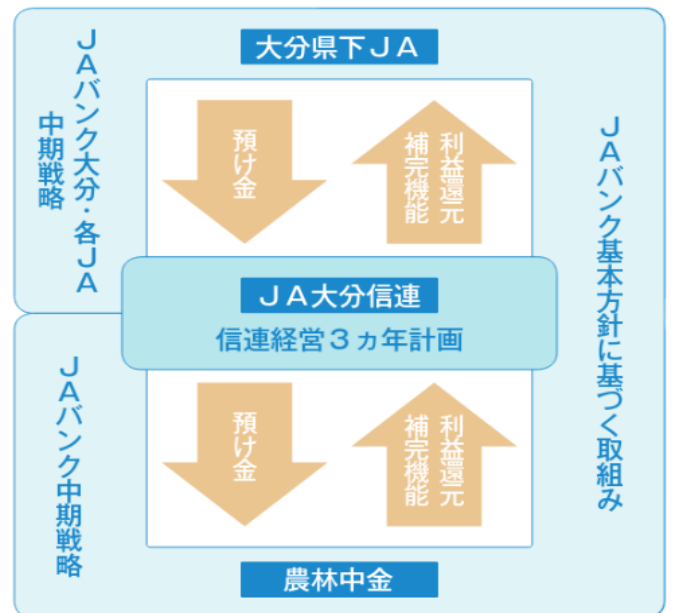 大分県下ＪＡ
ＪＡバンク大分・各ＪＡ
中期戦略
預け金
利益還元
補完機能
ＪＡバンク基本方針に基づく取組み
ＪＡ大分信連
信連経営３ヵ年計画
ＪＡバンク中期戦略
預け金
利益還元
補完機能
農林中金